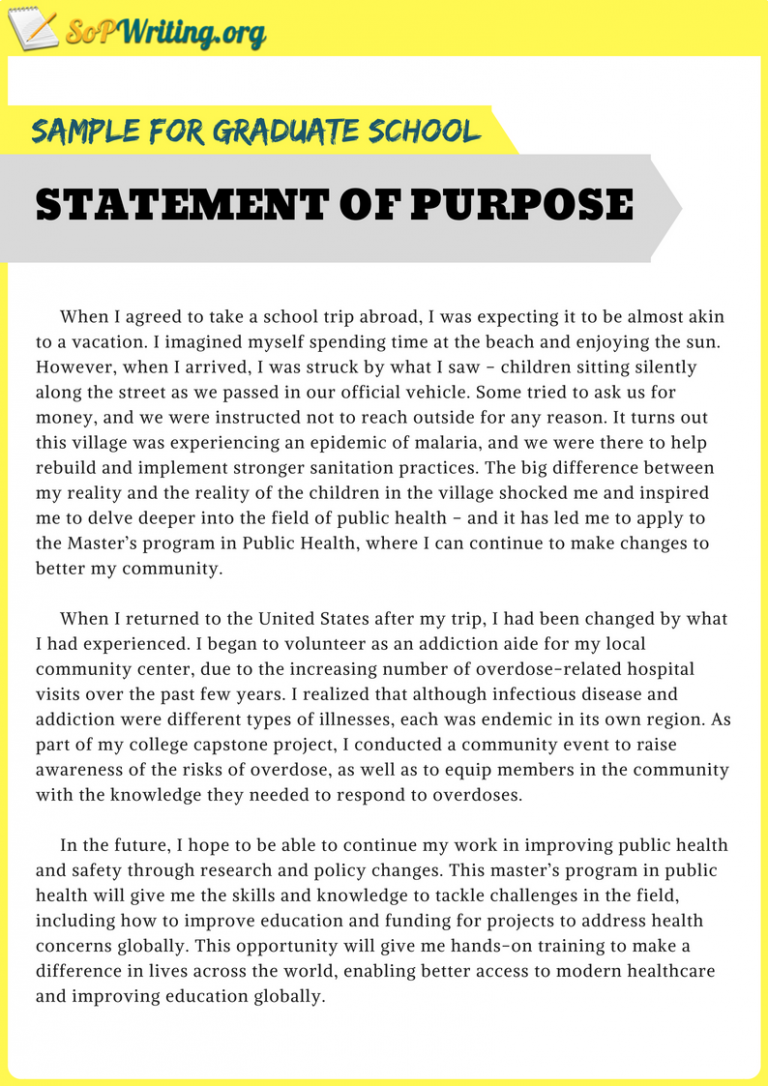 SoPWriting.org
SAMPLE FOR GRADUATE SCHOOL
STATEMENT OF PURPOSE
When I agreed to take a school trip abroad, I was expecting it to be almost akin
to a vacation. I imagined myself spending time at the beach and enjoying the sun.
However, when I arrived, I was struck by what I saw – children sitting silently
along the street as we passed in our official vehicle. Some tried to ask us for
money, and we were instructed not to reach outside for any reason. It turns out
this village was experiencing an epidemic of malaria, and we were there to help
rebuild and implement stronger sanitation practices. The big difference between
my reality and the reality of the children in the village shocked me and inspired
me to delve deeper into the field of public health – and it has led me to apply to
the Master’s program in Public Health, where I can continue to make changes to
better my community.
When I returned to the United States after my trip, I had been changed by what
I had experienced. I began to volunteer as an addiction aide for my local
community center, due to the increasing number of overdose-related hospital
visits over the past few years. I realized that although infectious disease and
addiction were different types of illnesses, each was endemic in its own region. As
part of my college capstone project, I conducted a community event to raise
awareness of the risks of overdose, as well as to equip members in the community
with the knowledge they needed to respond to overdoses.
In the future, I hope to be able to continue my work in improving public health
and safety through research and policy changes. This master’s program in public
health will give me the skills and knowledge to tackle challenges in the field,
including how to improve education and funding for projects to address health
concerns globally. This opportunity will give me hands-on training to make a
difference in lives across the world, enabling better access to modern healthcare
and improving education globally.